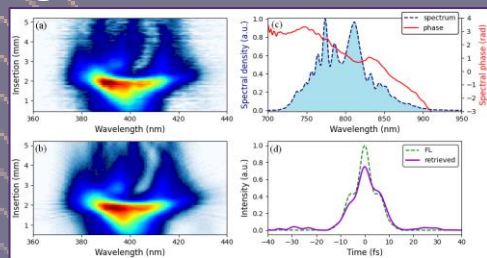 (a)
Insertion (mm)
5
4
3
2
1
360 380 400 420 440
Wavelength (nm)
(b)
Insertion (mm)
5
4
3
2
1
360 380 400 420 440
Wavelength (nm)
(c)
spectrum
phase
Spectral density (a.u.)
1.0
0.8
0.6
0.4
0.2
0.0
4
3
2
1
0
−1
−2
−3
Spectral phase (rad)
700 750 800 850 900 950
Wavelength (nm)
(d)
FL
retrieved
Intensity (a.u.)
1.0
0.8
0.6
0.4
0.2
0.0
−40 −30 −20 −10 0 10 20 30 40
Time (fs)